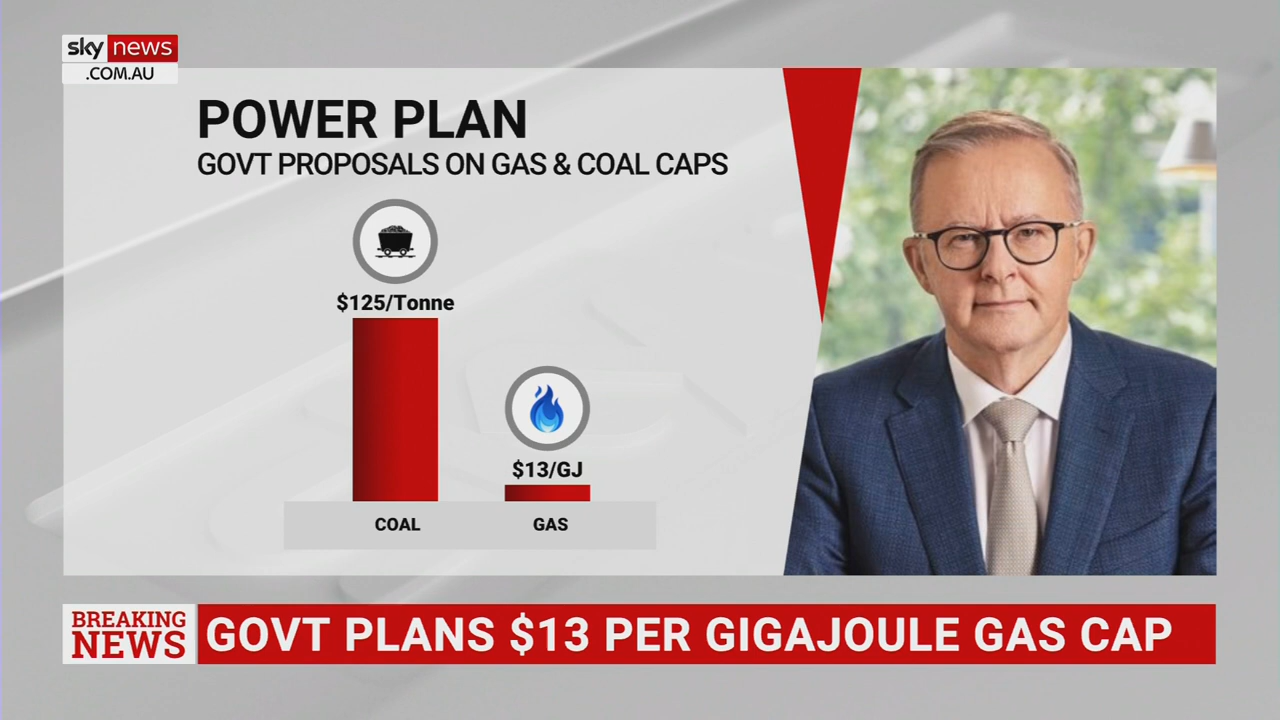 sky news
.COM.AU
POWER PLAN
GOVT PROPOSALS ON GAS & COAL CAPS
$125/Tonne
$13/GJ
COAL
GAS
BREAKING
NEWS
GOVT PLANS $13 PER GIGAJOULE GAS CAP